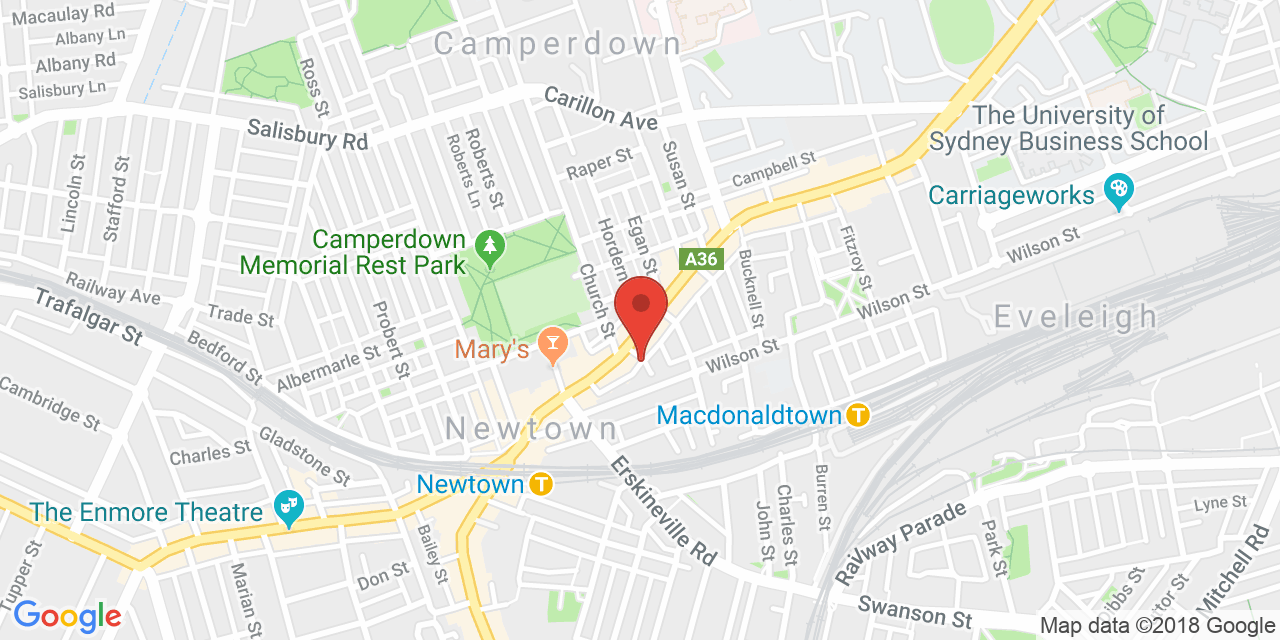 Macaulay Rd
Albany Ln
Albany Rd
Salisbury Ln
Ross St
Camperdown
Carillon Ave
Salisbury Rd
The University of
Sydney Business School
Raper St
Susan St
Campbell St
Roberts St
Roberts Ln
Lincoln St
Stafford St
Carriageworks
Camperdown
Memorial Rest Park
Hordern
Egan St
Church St
A36
Bucknell St
Fitzroy St
Wilson St
Wilson St
Eveleigh
Railway Ave
Trafalgar St
Trade St
Bedford St
Probert St
Albermarle St
Mary's
Wilson St
Cambridge St
Charles St
Gladstone St
Newtown
Macdonaldtown
T
Newtown
T
Erskineville Rd
The Enmore Theatre
Bailey St
Don St
Marian St
Tupper St
John St
Charles St
Burren St
Railway Parade
Park St
Lyne St
Mitchell Rd
Swanson St
Google
Map data ©2018 Google